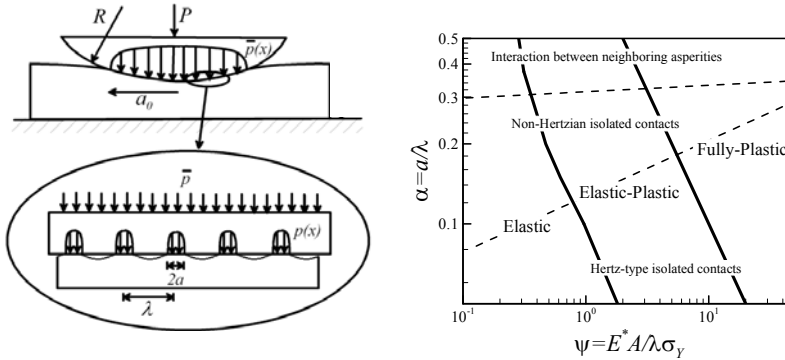 R
P
p̅(x)
a₀
p̅
p(x)
2a
λ
0.5
0.4
0.3
0.2
0.1
α=a/λ
Interaction between neighboring asperities
Non-Hertzian isolated contacts
Fully-Plastic
Elastic-Plastic
Elastic
Hertz-type isolated contacts
10⁻¹ 10⁰ 10¹
ψ=E*A/λσY